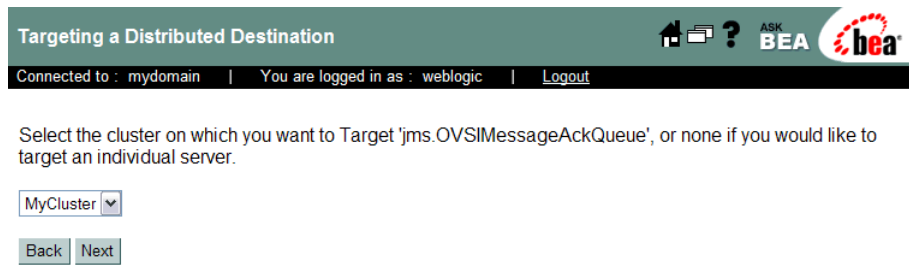 Targeting a Distributed Destination ? ASK BEA bea
Connected to : mydomain | You are logged in as : weblogic | Logout
Select the cluster on which you want to Target 'jms.OVSIMessageAckQueue', or none if you would like to
target an individual server.
MyCluster
Back Next